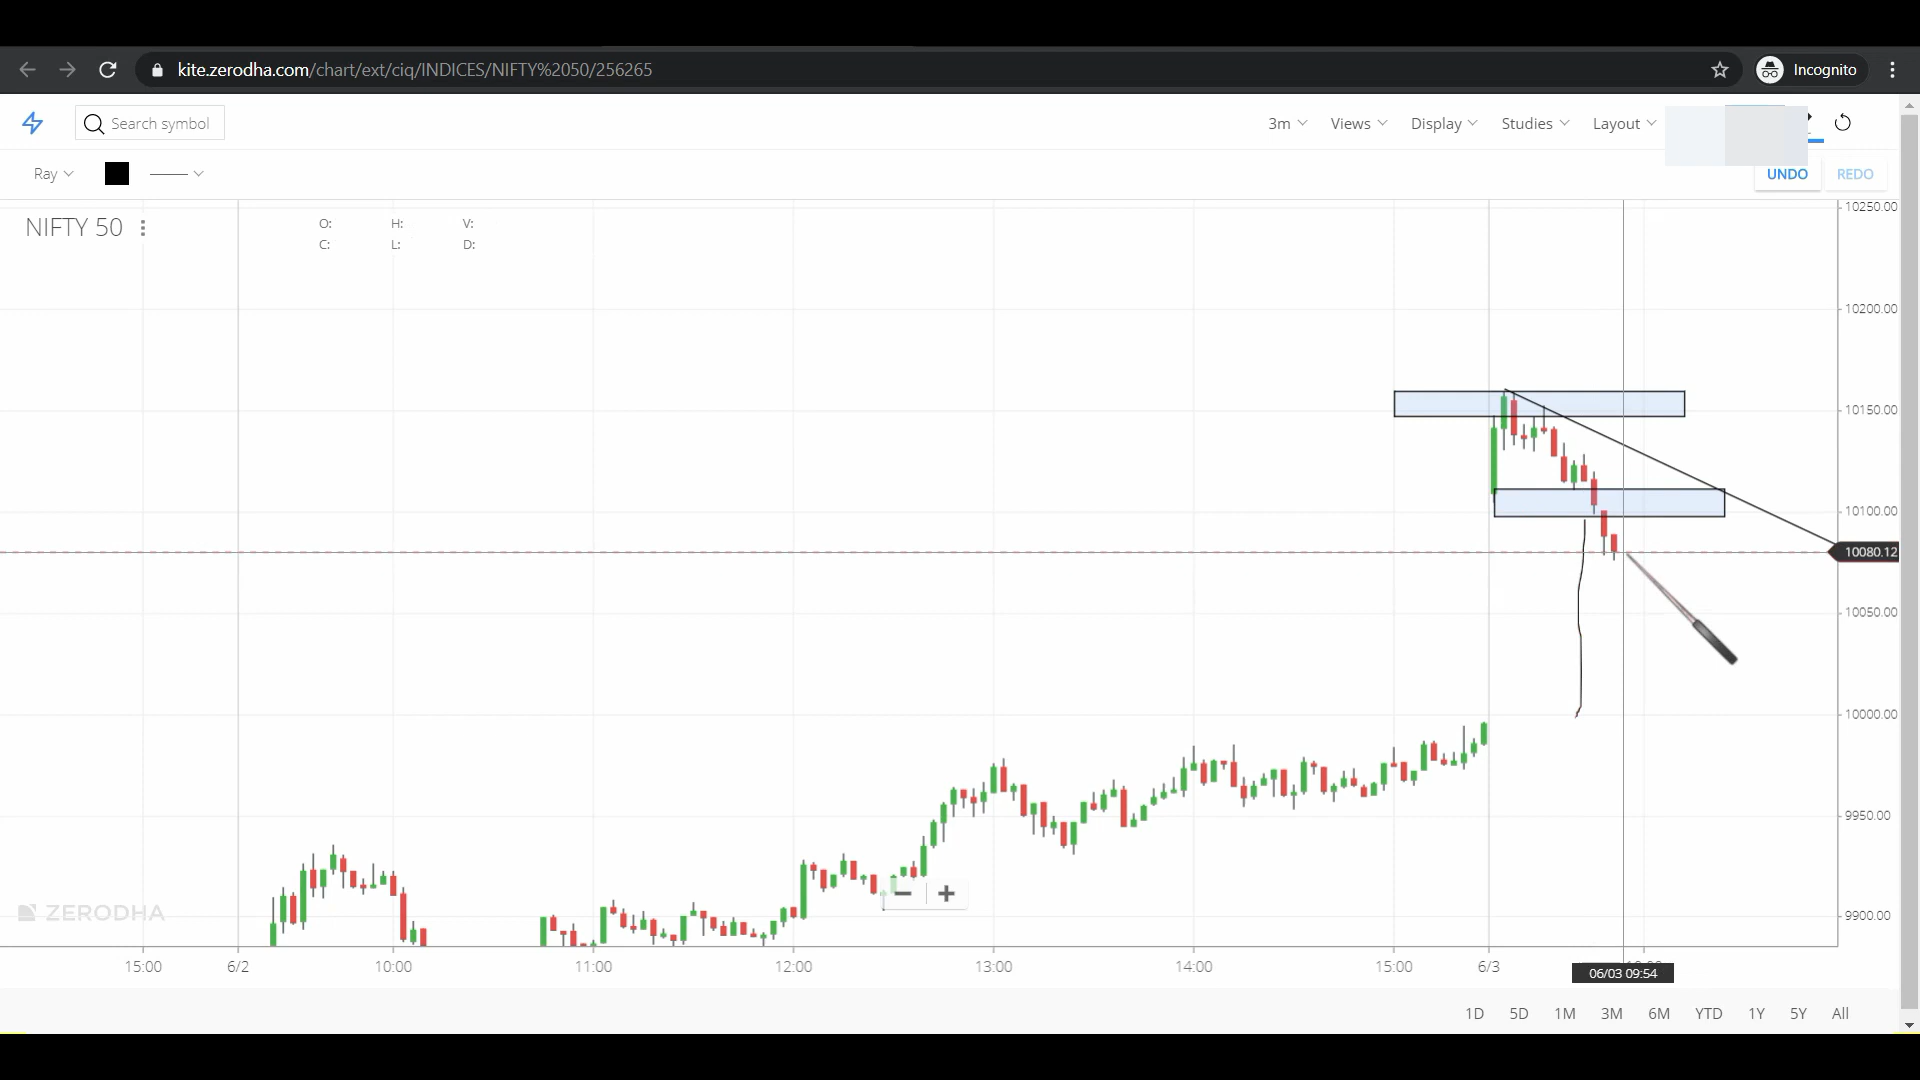 kite.zerodha.com/chart/ext/ciq/INDICES/NIFTY%2050/256265
Incognito
Search symbol
3m
Views
Display
Studies
Layout
Ray
UNDO
REDO
NIFTY 50
O: H: V:
C: L: D:
10250.00
10200.00
10150.00
10100.00
10080.12
10050.00
10000.00
9950.00
9900.00
ZERODHA
15:00 6/2 10:00 11:00 12:00 13:00 14:00 15:00 6/3
06/03 09:54
1D 5D 1M 3M 6M YTD 1Y 5Y All